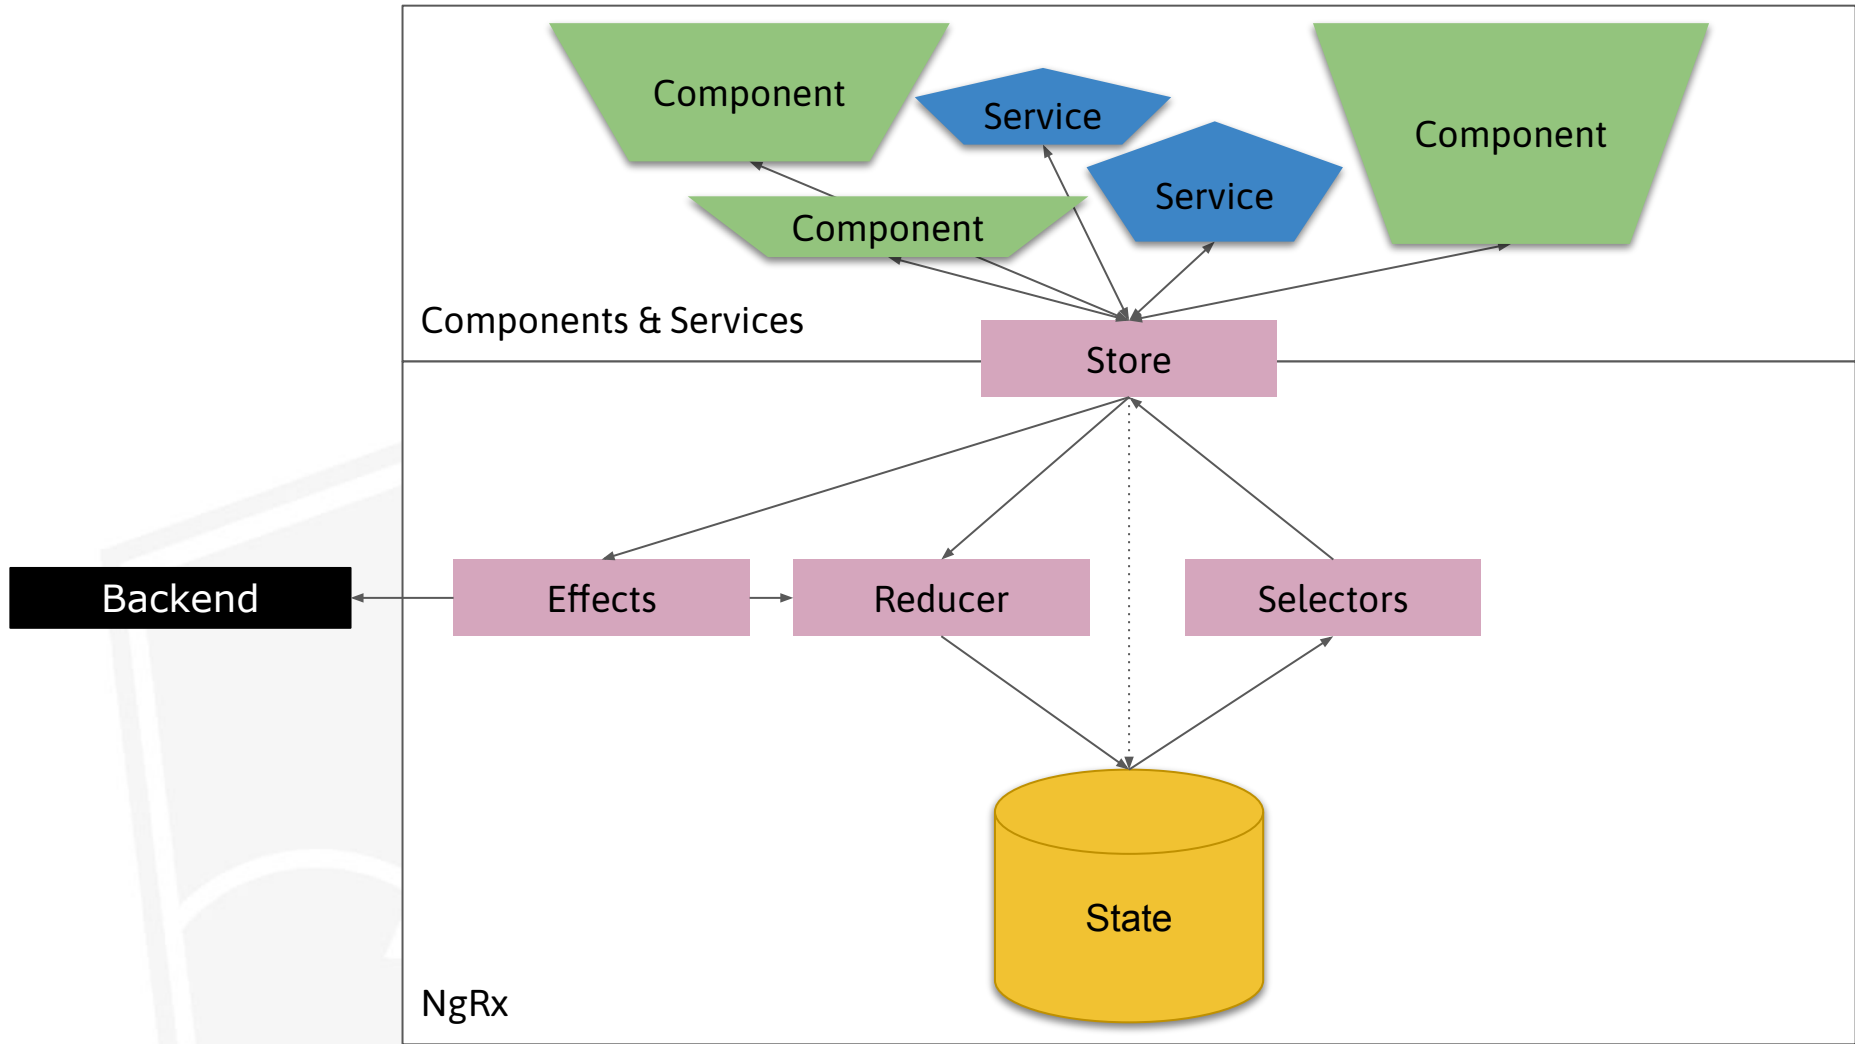 Component
Service
Component
Service
Component
Components & Services
Store
Backend
Effects
Reducer
Selectors
State
NgRx